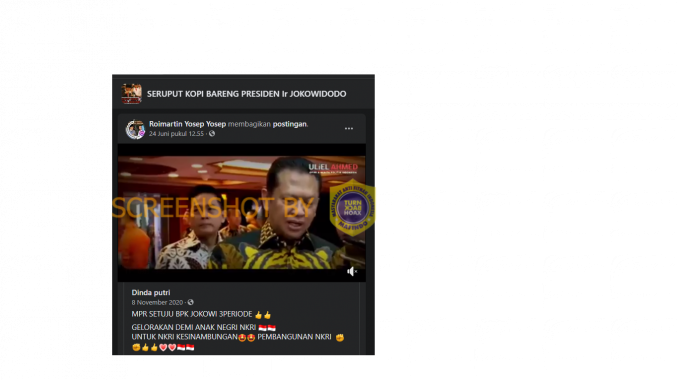 SERUPUT KOPI BARENG PRESIDEN Ir JOKOWIDODO
Roimartin Yosep Yosep membagikan postingan.
24 Juni pukul 12.55 ·
ULIEL AHMED
SCREENSHOT BY
TURN
HOAX
MAFINDO
Dinda putri
8 November 2020 ·
MPR SETUJU BPK JOKOWI 3PERIODE 👍👍
GELORAKAN DEMI ANAK NEGRI NKRI 🇮🇩🇮🇩
UNTUK NKRI KESINAMBUNGAN🤩🤩 PEMBANGUNAN NKRI ✊
✊👍👍💓💓🇮🇩🇮🇩